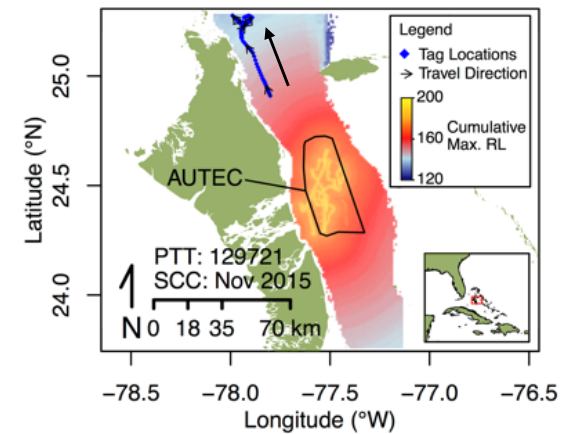 Legend
Tag Locations
Travel Direction
200
160
120
Cumulative
Max. RL
AUTEC
PTT: 129721
SCC: Nov 2015
N 0 18 35 70 km
25.0
24.5
24.0
Latitude (°N)
−78.5 −78.0 −77.5 −77.0 −76.5
Longitude (°W)